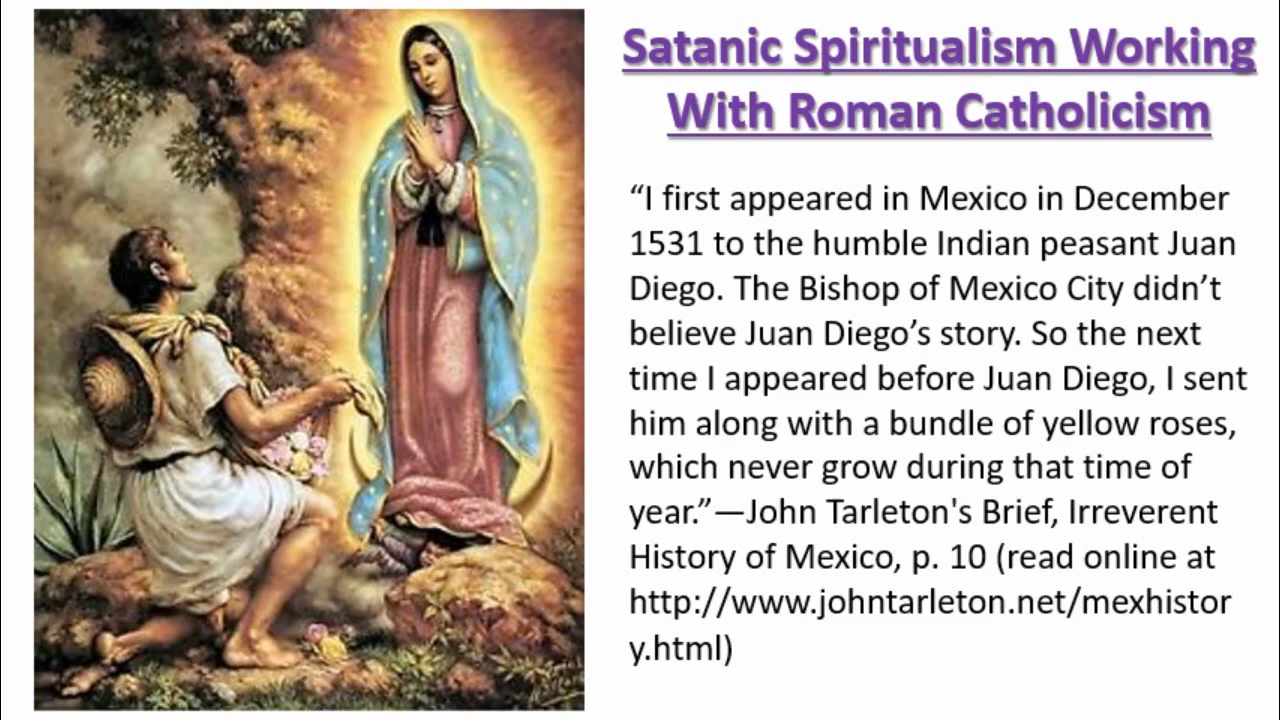 Satanic Spiritualism Working
With Roman Catholicism
“I first appeared in Mexico in December
1531 to the humble Indian peasant Juan
Diego. The Bishop of Mexico City didn’t
believe Juan Diego’s story. So the next
time I appeared before Juan Diego, I sent
him along with a bundle of yellow roses,
which never grow during that time of
year.”—John Tarleton's Brief, Irreverent
History of Mexico, p. 10 (read online at
http://www.johntarleton.net/mexhistor
y.html)